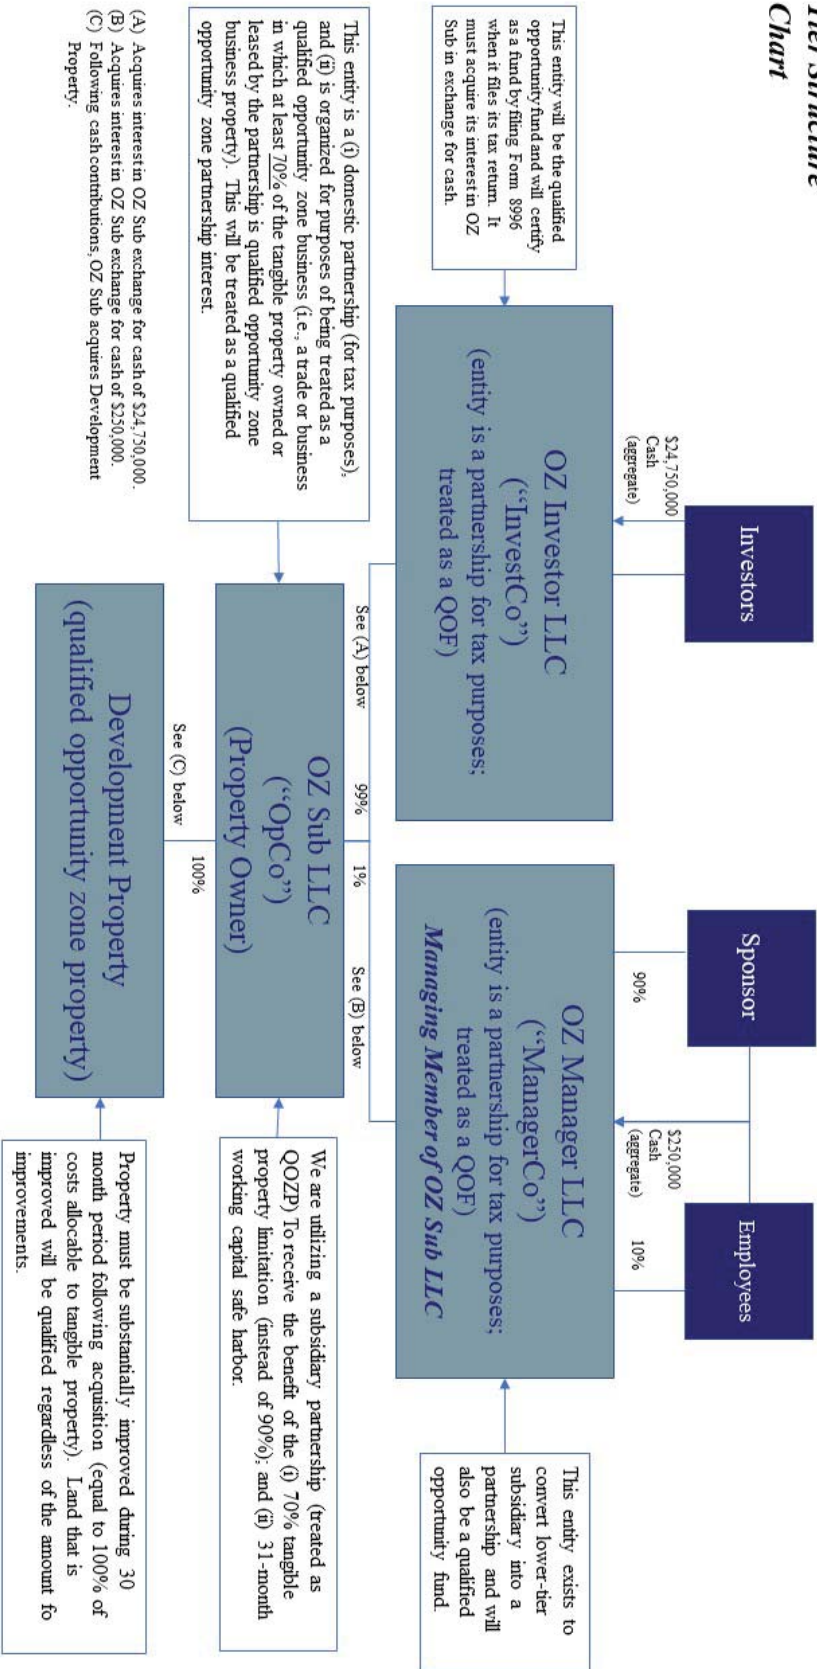 Tier Structure
Chart
Investors
Sponsor
Employees
$24,750,000
Cash
(aggregate)
90%
$250,000
Cash
(aggregate)
10%
This entity will be the qualified
opportunity fund and will certify
as a fund by filing Form 8996
when it files its tax return. It
must acquire its interest in OZ
Sub in exchange for cash.
OZ Investor LLC
(“InvestCo”)
(entity is a partnership for tax purposes;
treated as a QOF)
OZ Manager LLC
(“ManagerCo”)
(entity is a partnership for tax purposes;
treated as a QOF)
Managing Member of OZ Sub LLC
This entity exists to
convert lower-tier
subsidiary into a
partnership and will
also be a qualified
opportunity fund.
See (A) below
99%
1%
See (B) below
This entity is a (i) domestic partnership (for tax purposes),
and (ii) is organized for purposes of being treated as a
qualified opportunity zone business (i.e., a trade or business
in which at least 70% of the tangible property owned or
leased by the partnership is qualified opportunity zone
business property). This will be treated as a qualified
opportunity zone partnership interest.
OZ Sub LLC
(“OpCo”)
(Property Owner)
We are utilizing a subsidiary partnership (treated as
QOZP) To receive the benefit of the (i) 70% tangible
property limitation (instead of 90%); and (ii) 31-month
working capital safe harbor.
See (C) below
100%
Development Property
(qualified opportunity zone property)
Property must be substantially improved during 30
month period following acquisition (equal to 100% of
costs allocable to tangible property). Land that is
improved will be qualified regardless of the amount fo
improvements.
(A) Acquires interest in OZ Sub exchange for cash of $24,750,000.
(B) Acquires interest in OZ Sub exchange for cash of $250,000.
(C) Following cash contributions, OZ Sub acquires Development
Property.